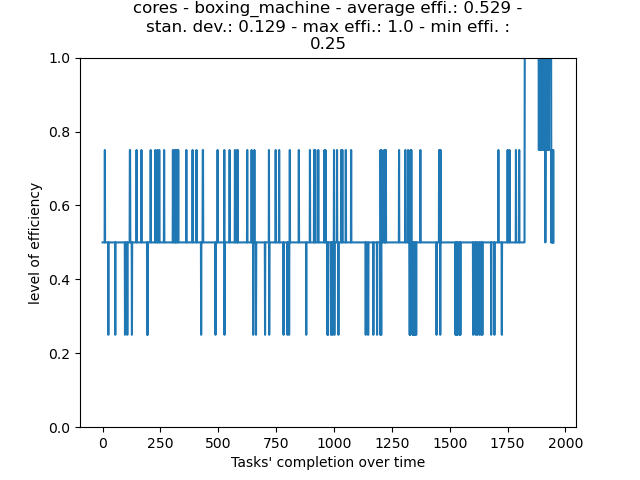 cores - boxing_machine - average effi.: 0.529 -
stan. dev.: 0.129 - max effi.: 1.0 - min effi. :
0.25
1.0
0.8
0.6
0.4
0.2
0.0
level of efficiency
0 250 500 750 1000 1250 1500 1750 2000
Tasks' completion over time